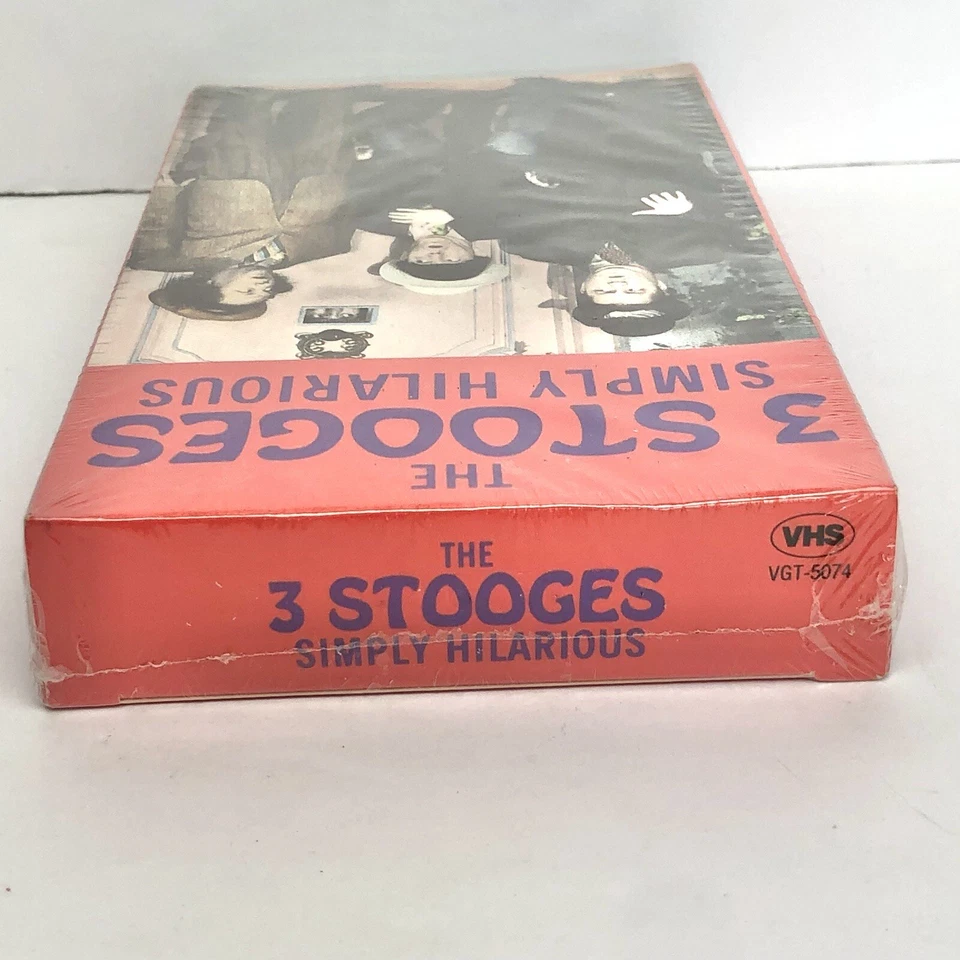 THE
3 STOOGES
SIMPLY HILARIOUS
THE
3 STOOGES
SIMPLY HILARIOUS
VHS
VGT-5074